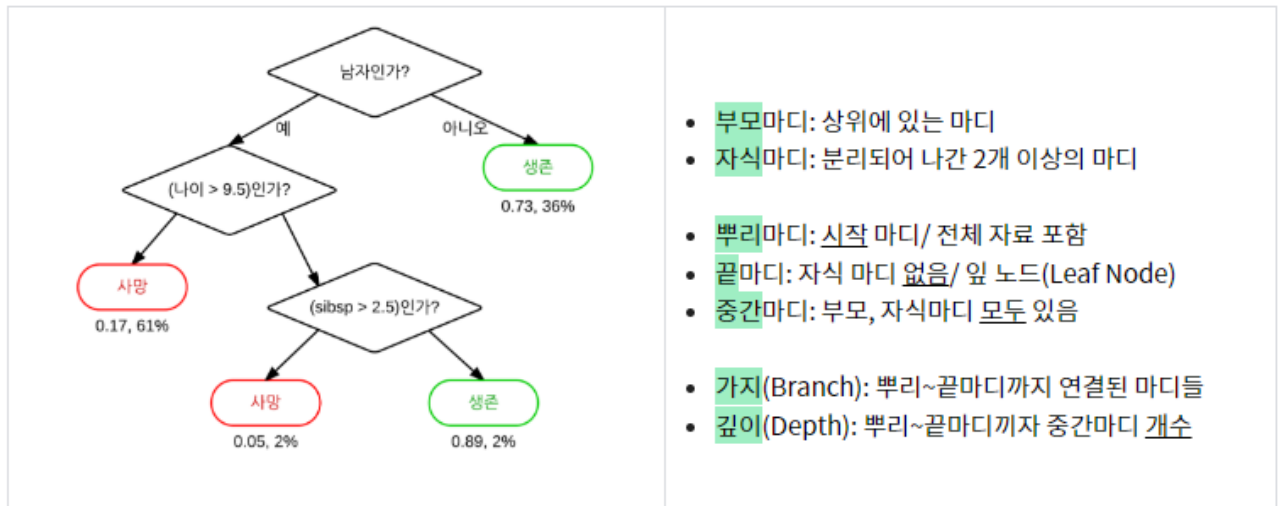 남자인가?
예
아니오
(나이 > 9.5)인가?
생존
0.73, 36%
사망
0.17, 61%
(sibsp > 2.5)인가?
사망
0.05, 2%
생존
0.89, 2%
부모마디: 상위에 있는 마디
자식마디: 분리되어 나간 2개 이상의 마디
뿌리마디: 시작 마디/ 전체 자료 포함
끝마디: 자식 마디 없음/ 잎 노드(Leaf Node)
중간마디: 부모, 자식마디 모두 있음
가지(Branch): 뿌리~끝마디까지 연결된 마디들
깊이(Depth): 뿌리~끝마디끼자 중간마디 개수